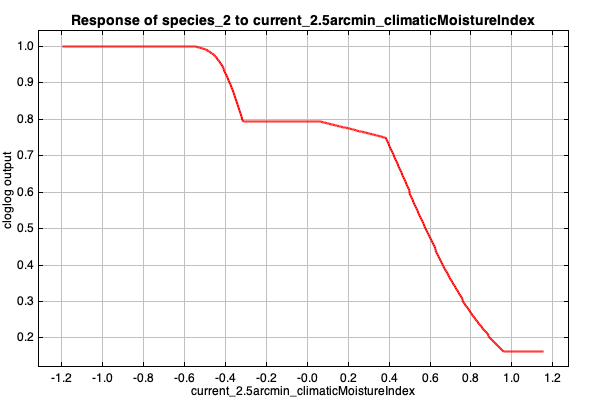 Response of species_2 to current_2.5arcmin_climaticMoistureIndex
1.0
0.9
0.8
0.7
0.6
0.5
0.4
0.3
0.2
cloglog output
-1.2 -1.0 -0.8 -0.6 -0.4 -0.2 -0.0 0.2 0.4 0.6 0.8 1.0 1.2
current_2.5arcmin_climaticMoistureIndex